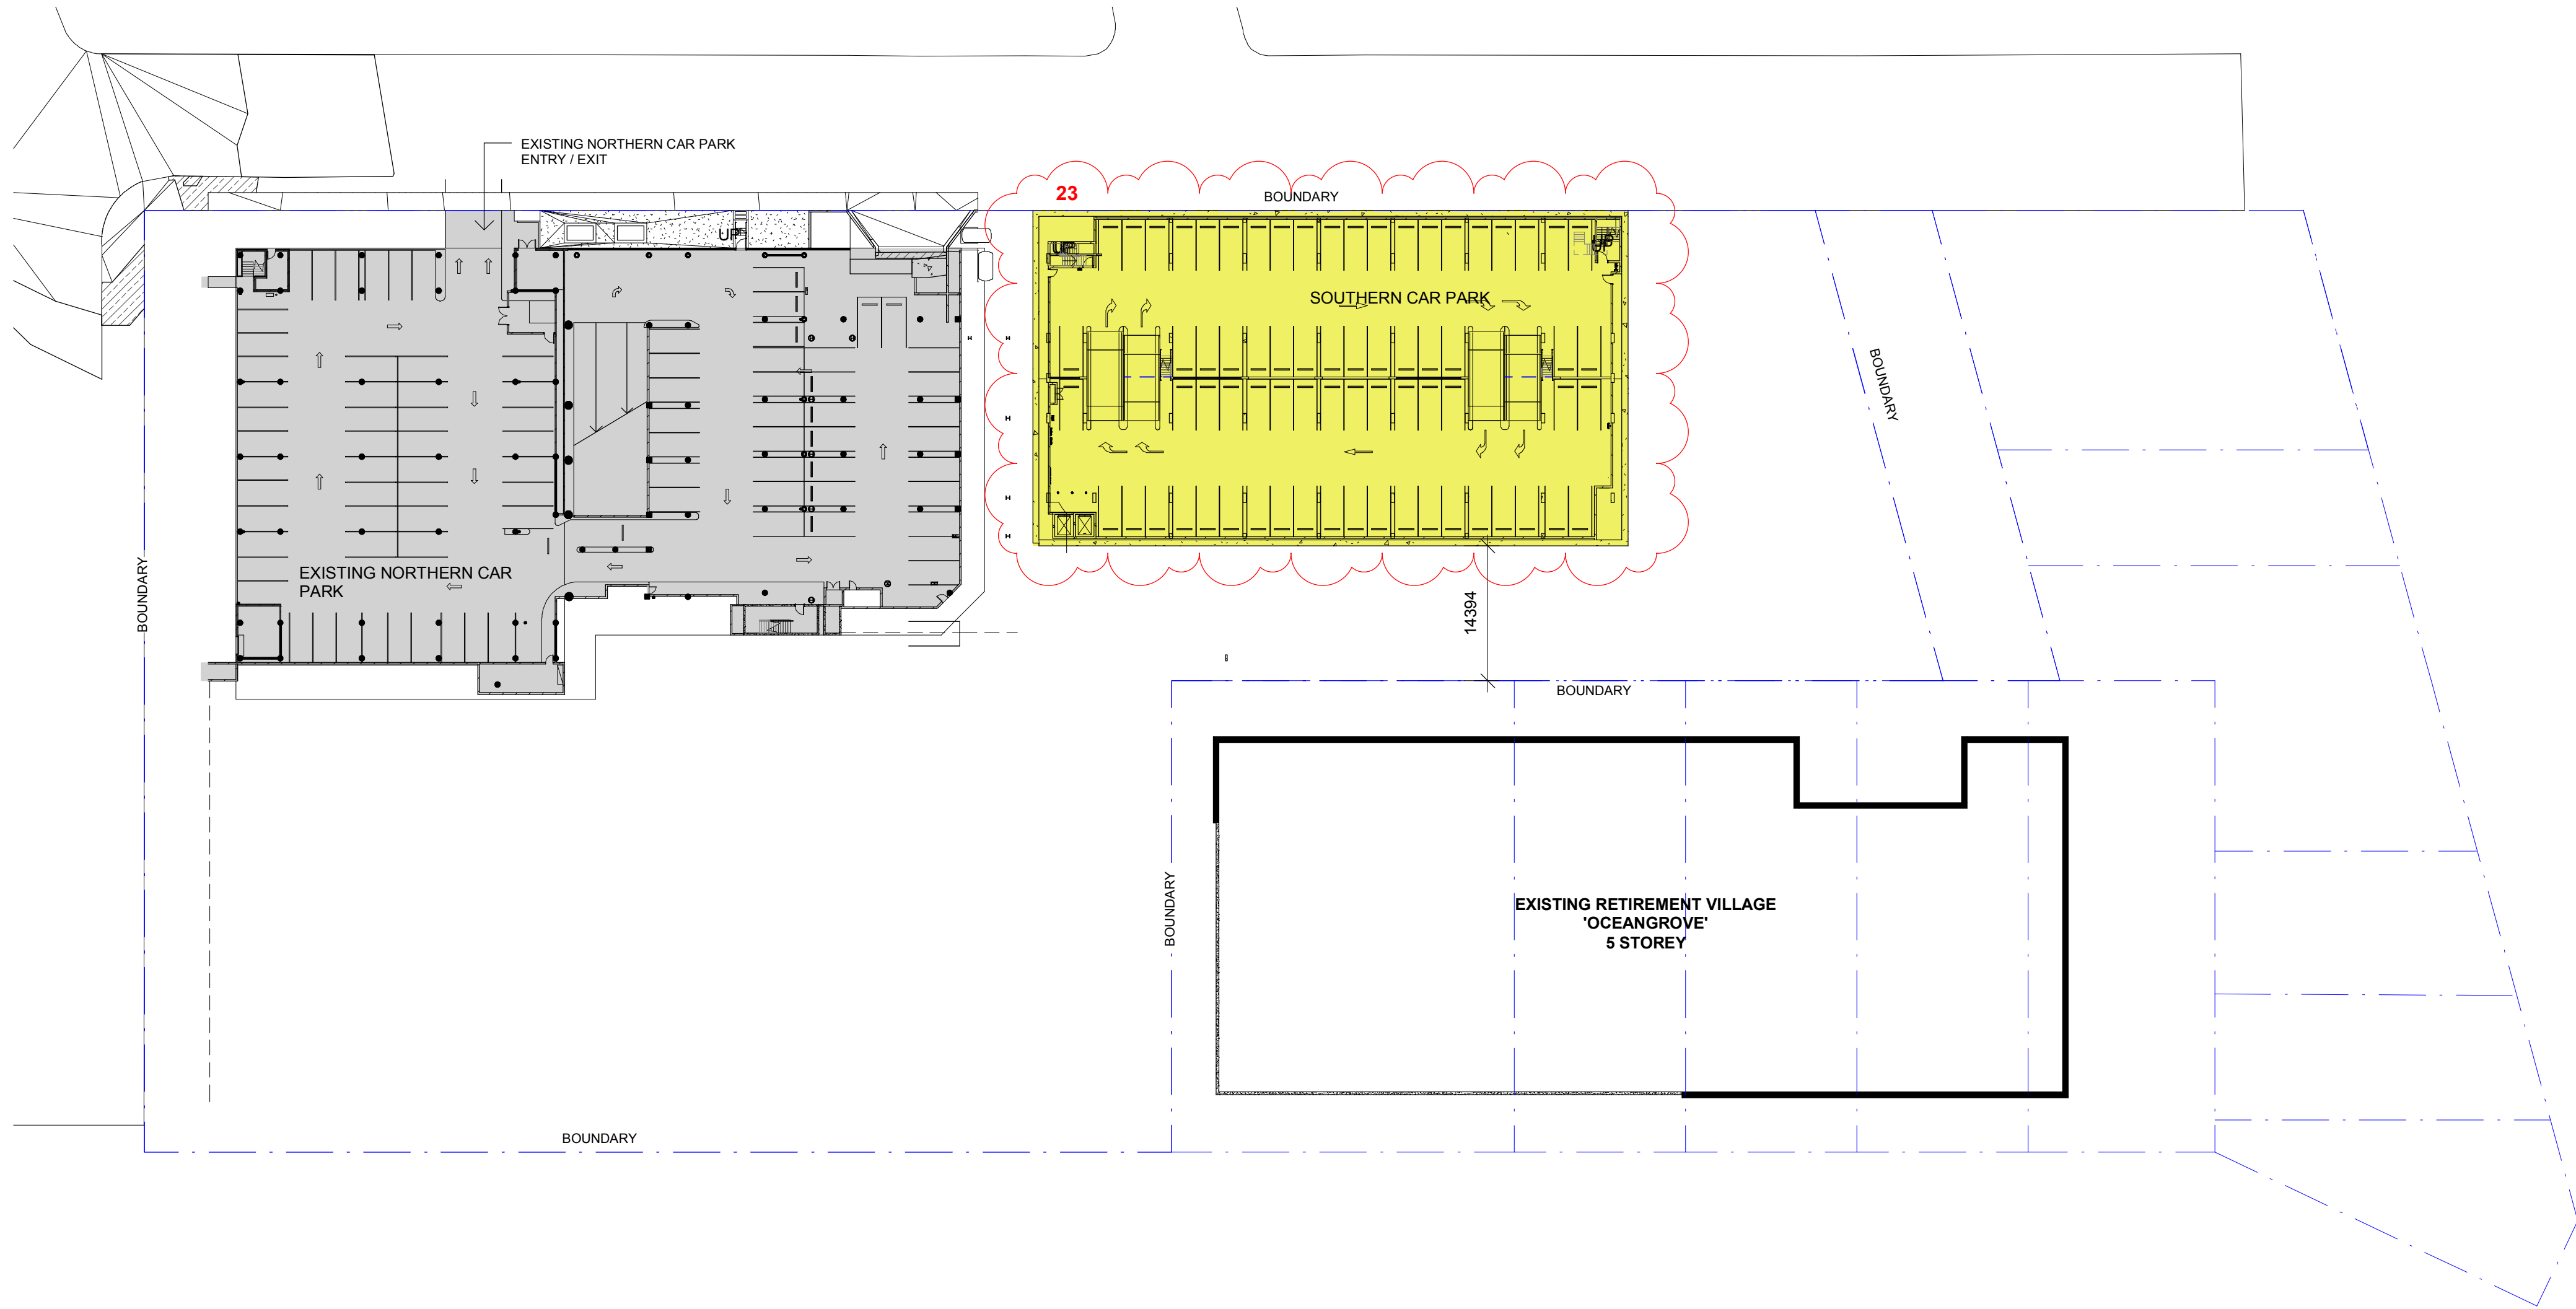 EXISTING NORTHERN CAR PARK
ENTRY / EXIT
23
BOUNDARY
UP
UP
UP
SOUTHERN CAR PARK
BOUNDARY
BOUNDARY
EXISTING NORTHERN CAR
PARK
14394
BOUNDARY
BOUNDARY
EXISTING RETIREMENT VILLAGE
'OCEANGROVE'
5 STOREY
BOUNDARY